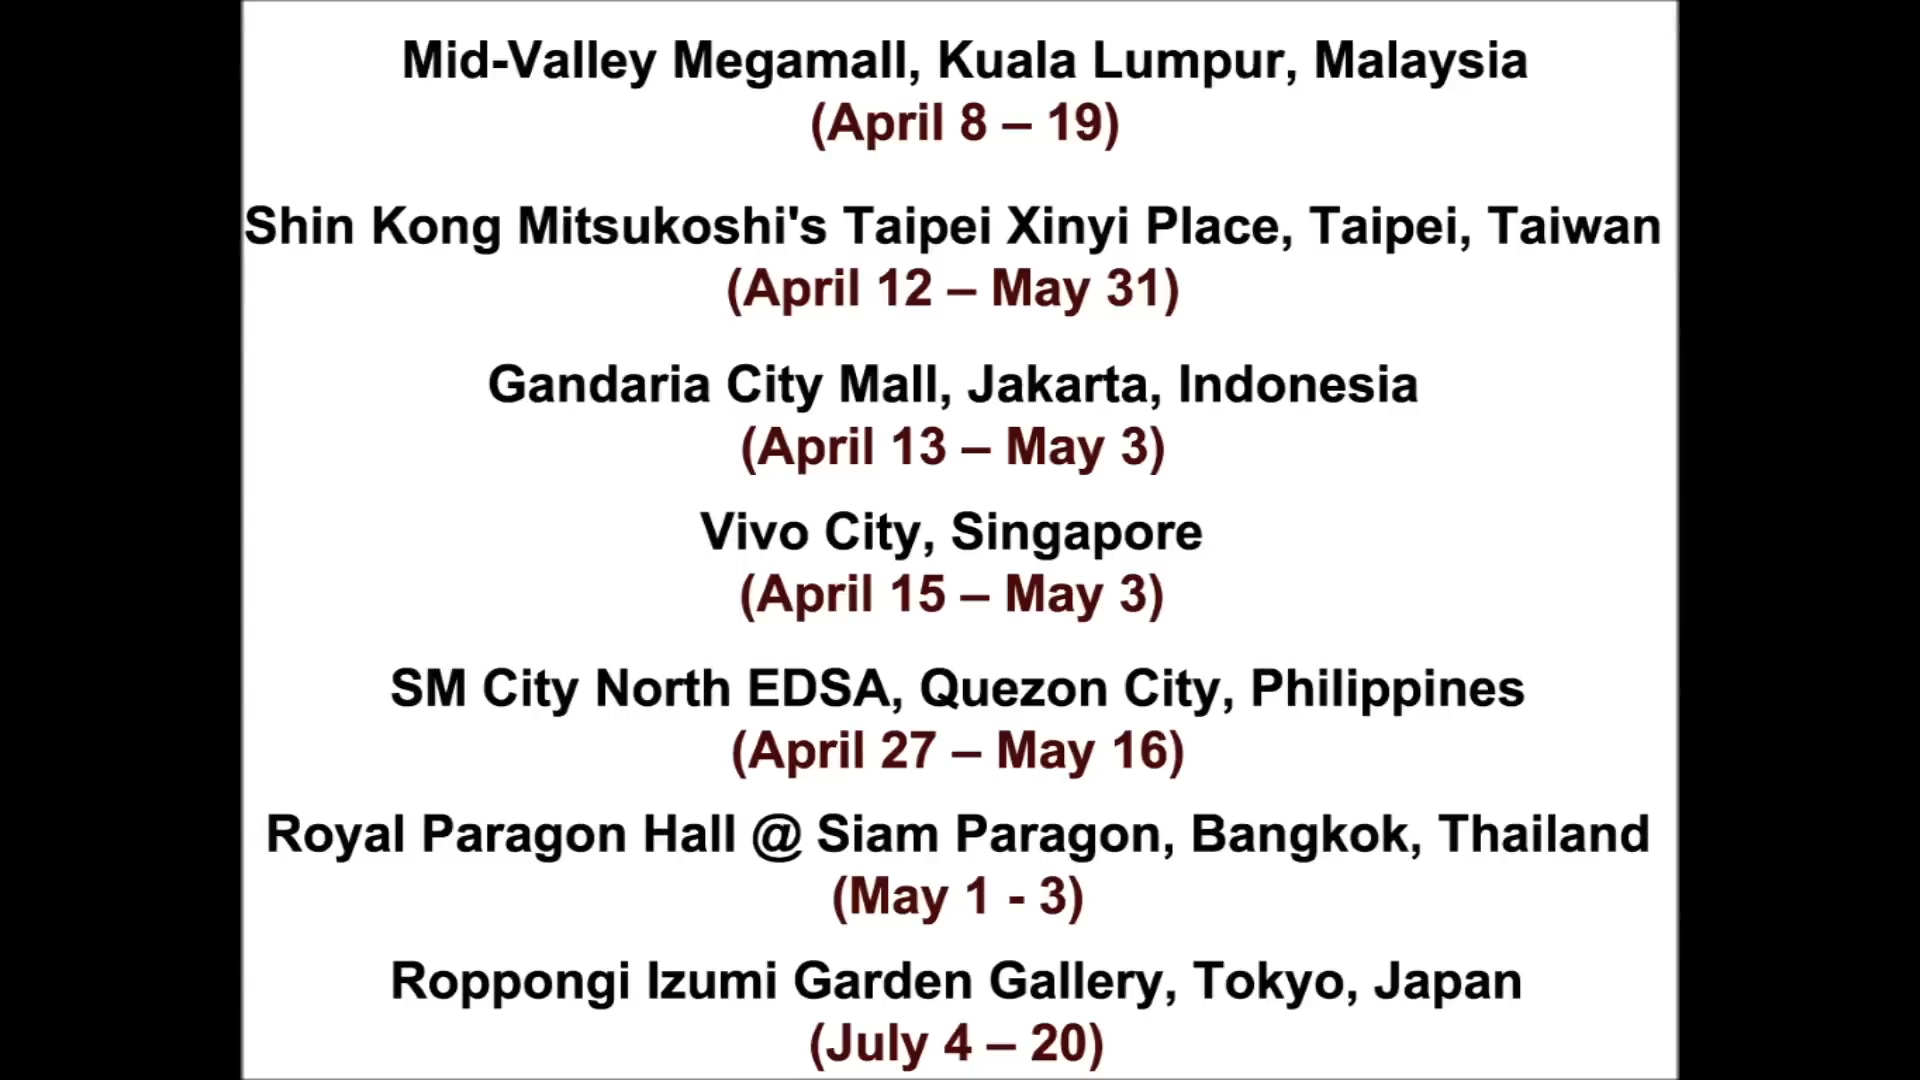 Mid-Valley Megamall, Kuala Lumpur, Malaysia
(April 8 – 19)
Shin Kong Mitsukoshi's Taipei Xinyi Place, Taipei, Taiwan
(April 12 – May 31)
Gandaria City Mall, Jakarta, Indonesia
(April 13 – May 3)
Vivo City, Singapore
(April 15 – May 3)
SM City North EDSA, Quezon City, Philippines
(April 27 – May 16)
Royal Paragon Hall @ Siam Paragon, Bangkok, Thailand
(May 1 - 3)
Roppongi Izumi Garden Gallery, Tokyo, Japan
(July 4 – 20)